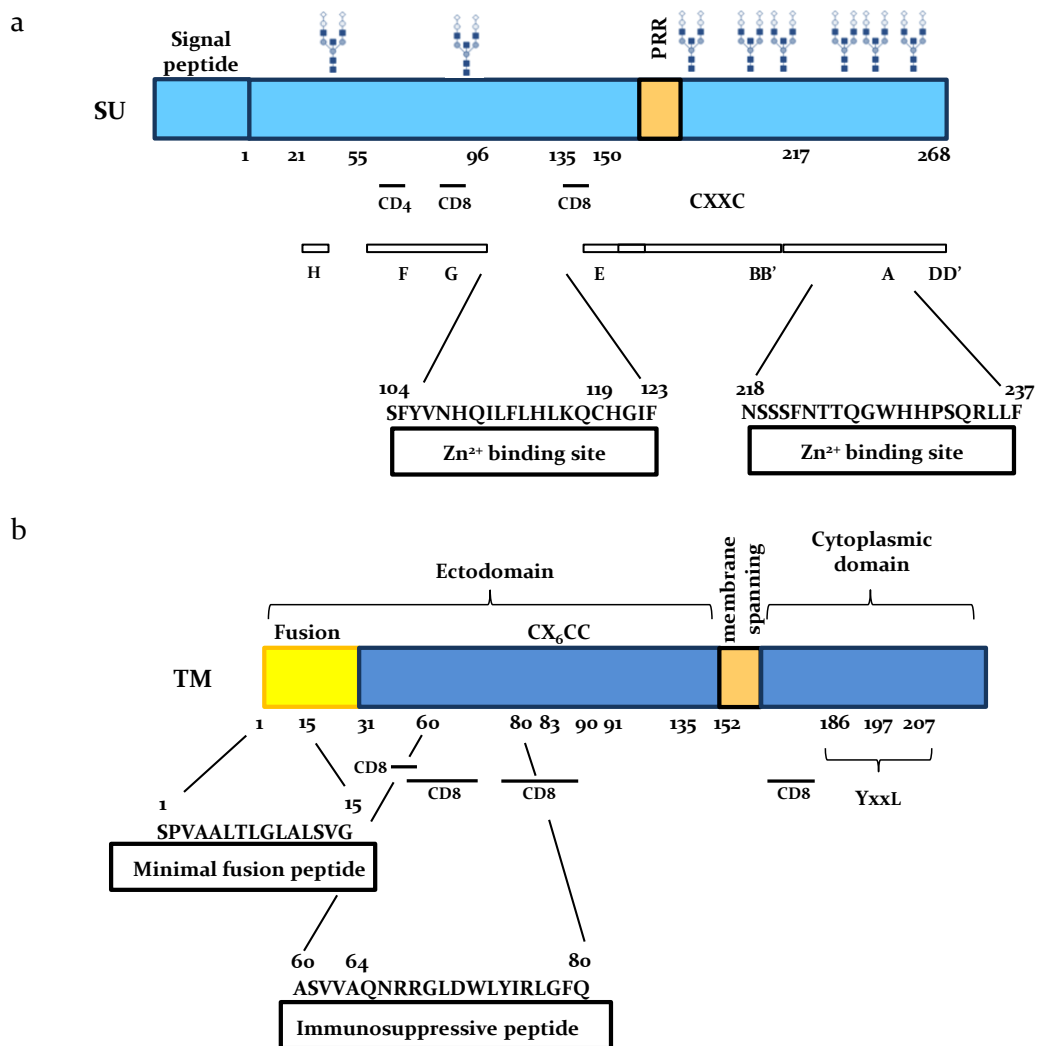 a
Signal
peptide
PRR
SU
1 21 55 96 135 150 217 268
CD4 CD8 CD8 CXXC
H F G E BB' A DD'
104 119 123 218 237
SFYVNHQILFLHLKQCHGIF NSSSFNTTQGWHHPSQRLLF
Zn²⁺ binding site Zn²⁺ binding site
b
Ectodomain
membrane
spanning
Cytoplasmic
domain
Fusion CX₆CC
TM
1 15 31 60 80 83 90 91 135 152 186 197 207
CD8
CD8 CD8 CD8 YxxL
1 15
SPVAALTLGLALSVG
Minimal fusion peptide
60 64 80
ASVVAQNRRGLDWLYIRLGFQ
Immunosuppressive peptide